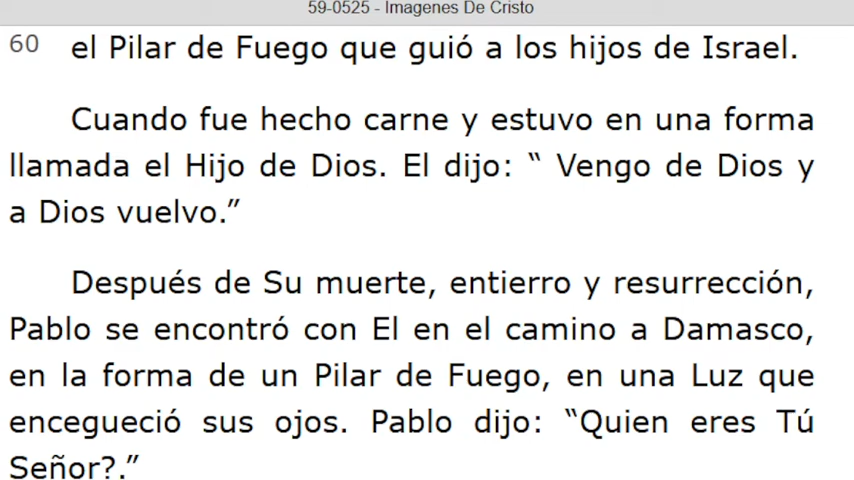 59-0525 - Imagenes De Cristo
60 el Pilar de Fuego que guió a los hijos de Israel.
Cuando fue hecho carne y estuvo en una forma
llamada el Hijo de Dios. El dijo: “ Vengo de Dios y
a Dios vuelvo.”
Después de Su muerte, entierro y resurrección,
Pablo se encontró con El en el camino a Damasco,
en la forma de un Pilar de Fuego, en una Luz que
encegueció sus ojos. Pablo dijo: “Quien eres Tú
Señor?.”